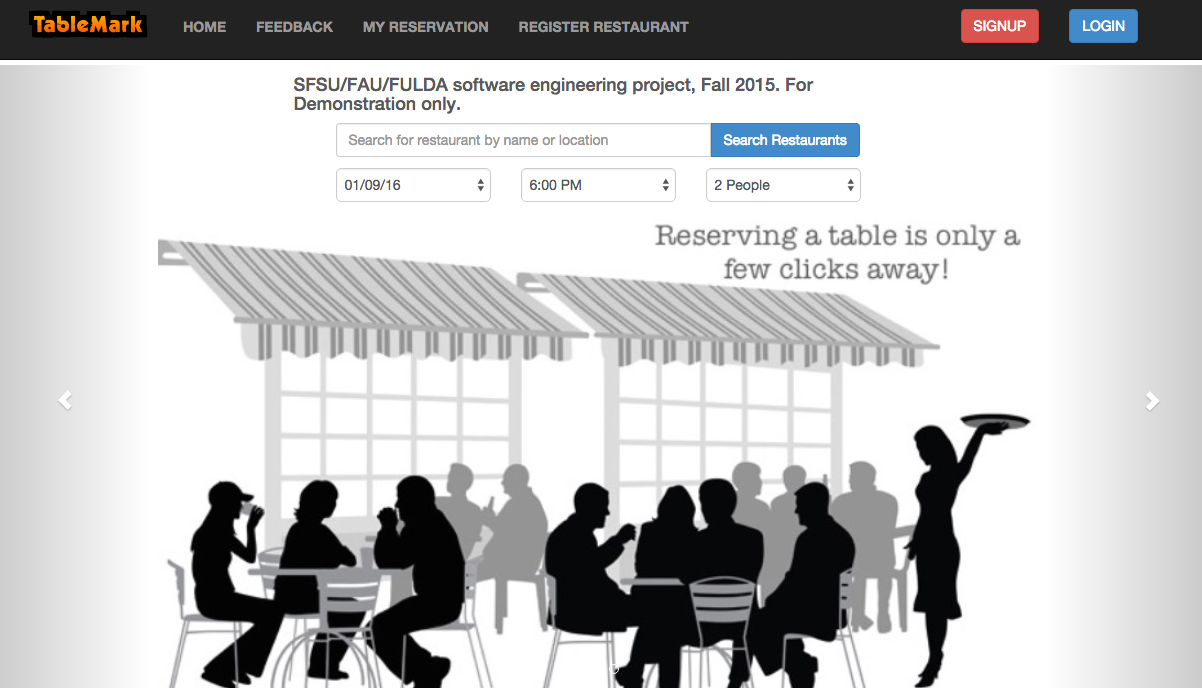 TableMark HOME FEEDBACK MY RESERVATION REGISTER RESTAURANT SIGNUP LOGIN
SFSU/FAU/FULDA software engineering project, Fall 2015. For
Demonstration only.
Search for restaurant by name or location Search Restaurants
01/09/16 6:00 PM 2 People
Reserving a table is only a
few clicks away!